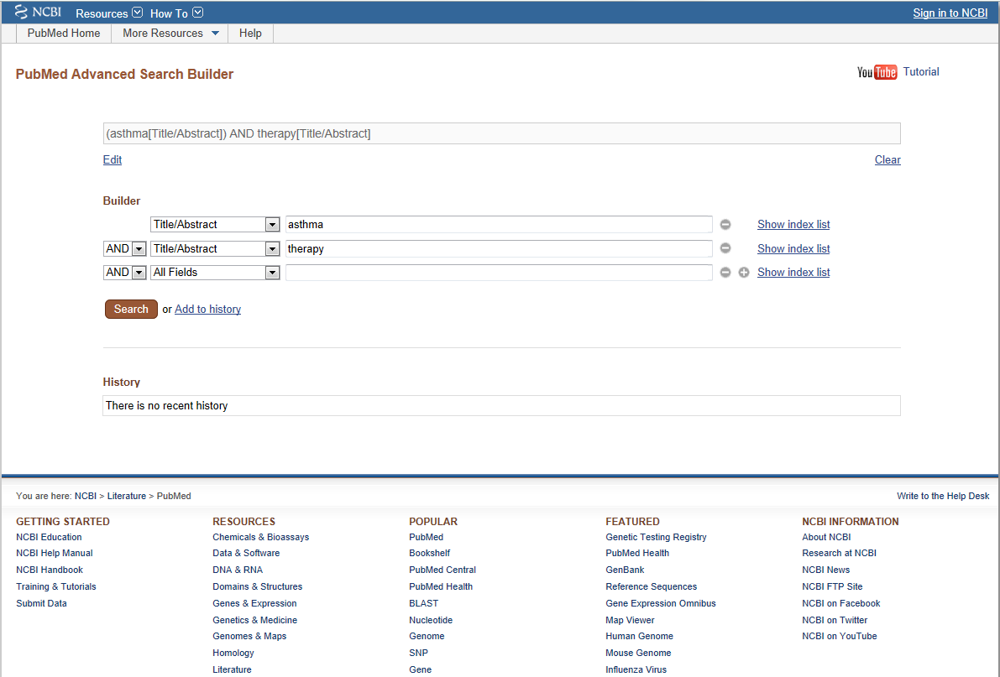 NCBI Resources How To Sign in to NCBI
PubMed Home More Resources Help
PubMed Advanced Search Builder
YouTube Tutorial
(asthma[Title/Abstract]) AND therapy[Title/Abstract]
Edit Clear
Builder
Title/Abstract asthma Show index list
AND Title/Abstract therapy Show index list
AND All Fields Show index list
Search or Add to history
History
There is no recent history
You are here: NCBI > Literature > PubMed Write to the Help Desk
GETTING STARTED
NCBI Education
NCBI Help Manual
NCBI Handbook
Training & Tutorials
Submit Data
RESOURCES
Chemicals & Bioassays
Data & Software
DNA & RNA
Domains & Structures
Genes & Expression
Genetics & Medicine
Genomes & Maps
Homology
Literature
POPULAR
PubMed
Bookshelf
PubMed Central
PubMed Health
BLAST
Nucleotide
Genome
SNP
Gene
FEATURED
Genetic Testing Registry
PubMed Health
GenBank
Reference Sequences
Gene Expression Omnibus
Map Viewer
Human Genome
Mouse Genome
Influenza Virus
NCBI INFORMATION
About NCBI
Research at NCBI
NCBI News
NCBI FTP Site
NCBI on Facebook
NCBI on Twitter
NCBI on YouTube